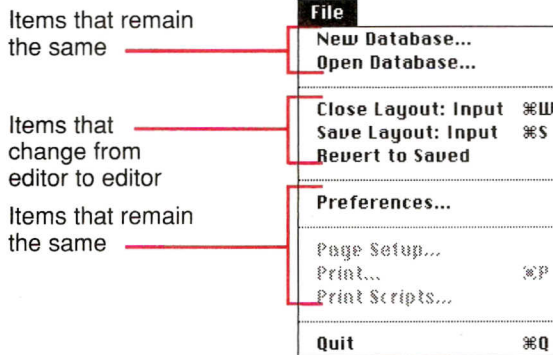 Items that remain
the same
Items that
change from
editor to editor
Items that remain
the same
File
New Database...
Open Database...
Close Layout: Input ⌘W
Save Layout: Input ⌘S
Revert to Saved
Preferences...
Page Setup...
Print... ⌘P
Print Scripts...
Quit ⌘Q